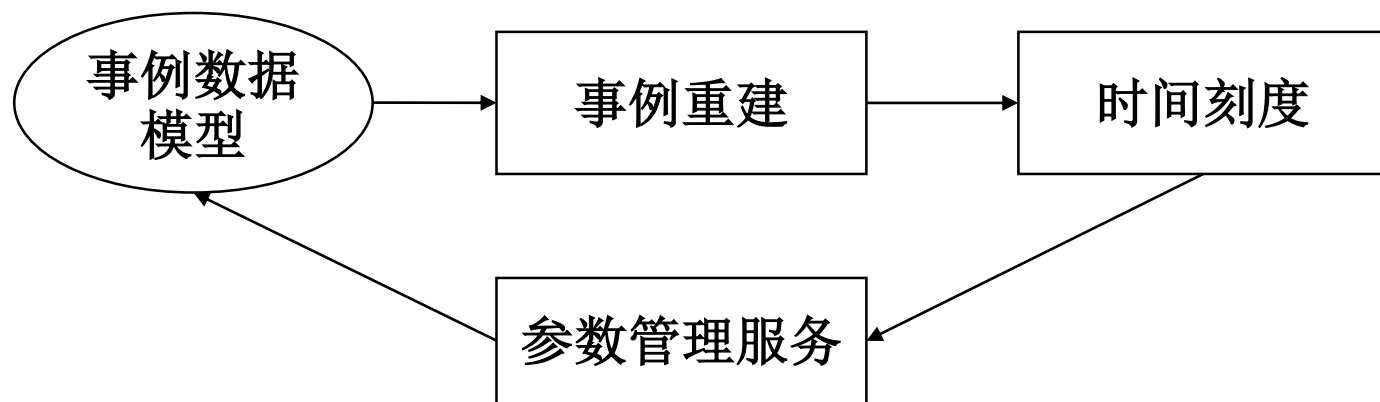 事例数据
模型
事例重建
时间刻度
参数管理服务